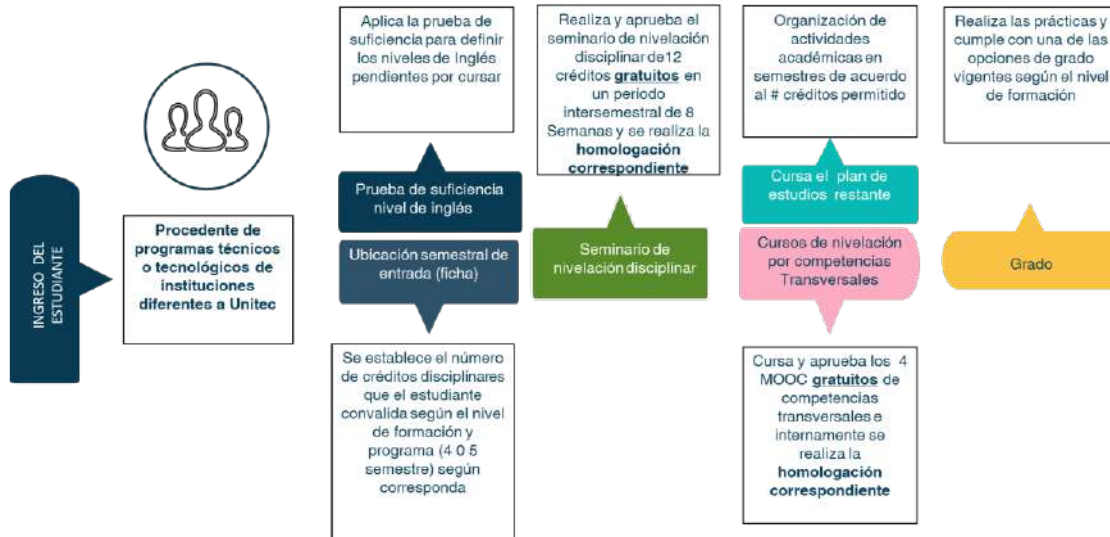 INGRESO DEL
ESTUDIANTE
Procedente de
programas técnicos
o tecnológicos de
instituciones
diferentes a Unitec
Aplica la prueba de
suficiencia para definir
los niveles de Inglés
pendientes por cursar
Prueba de suficiencia
nivel de inglés
Ubicación semestral de
entrada (ficha)
Se establece el número
de créditos disciplinares
que el estudiante
convalida según el nivel
de formación y
programa (4 0 5
semestre) según
corresponda
Realiza y aprueba el
seminario de nivelación
disciplinar de12
créditos gratuitos en
un período
intersemestral de 8
Semanas y se realiza la
homologación
correspondiente
Seminario de
nivelación disciplinar
Organización de
actividades
académicas en
semestres de acuerdo
al # créditos permitido
Cursa el plan de
estudios restante
Cursos de nivelación
por competencias
Transversales
Cursa y aprueba los 4
MOOC gratuitos de
competencias
transversales e
internamente se
realiza la
homologación
correspondiente
Realiza las prácticas y
cumple con una de las
opciones de grado
vigentes según el nivel
de formación
Grado